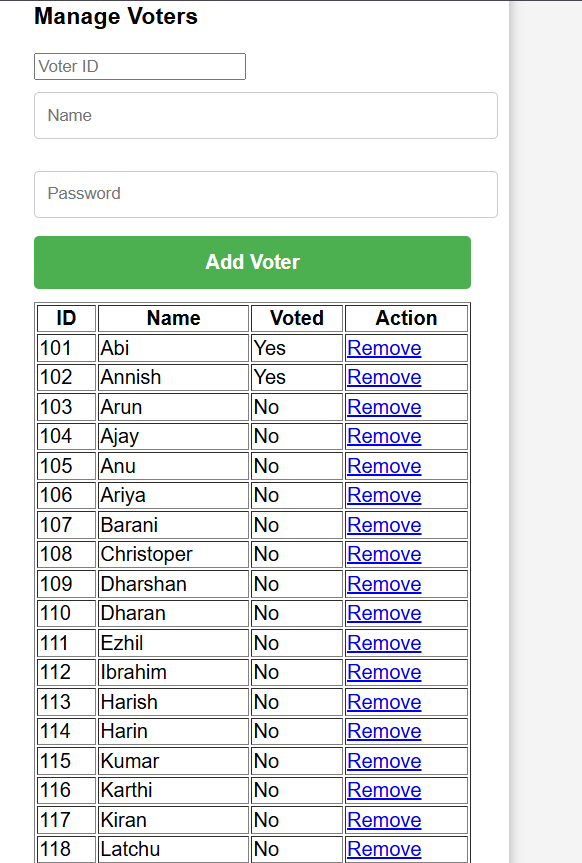 Manage Voters
Voter ID
Name
Password
Add Voter
ID Name Voted Action
101 Abi Yes Remove
102 Annish Yes Remove
103 Arun No Remove
104 Ajay No Remove
105 Anu No Remove
106 Ariya No Remove
107 Barani No Remove
108 Christoper No Remove
109 Dharshan No Remove
110 Dharan No Remove
111 Ezhil No Remove
112 Ibrahim No Remove
113 Harish No Remove
114 Harin No Remove
115 Kumar No Remove
116 Karthi No Remove
117 Kiran No Remove
118 Latchu No Remove